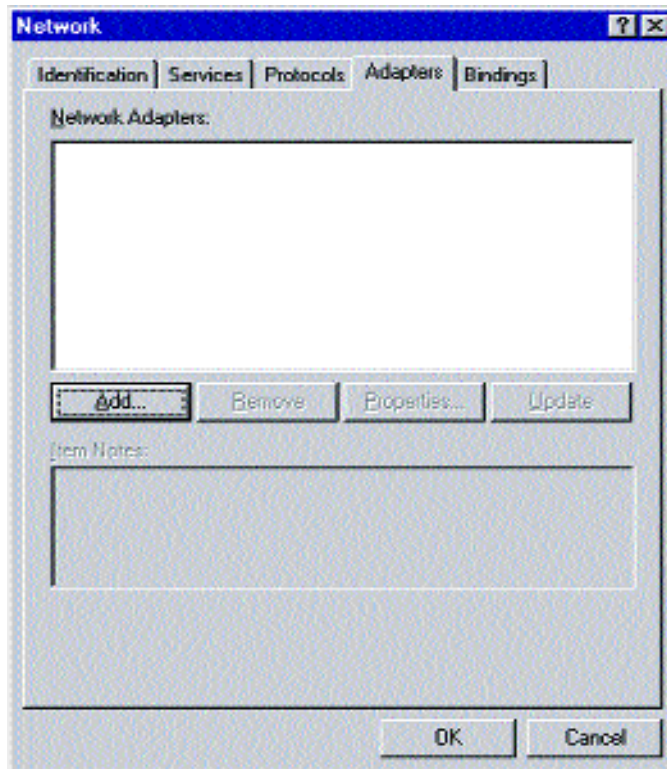 Network
Identification Services Protocols Adapters Bindings
Network Adapters:
Add... Remove Properties... Update
Item Notes:
OK Cancel